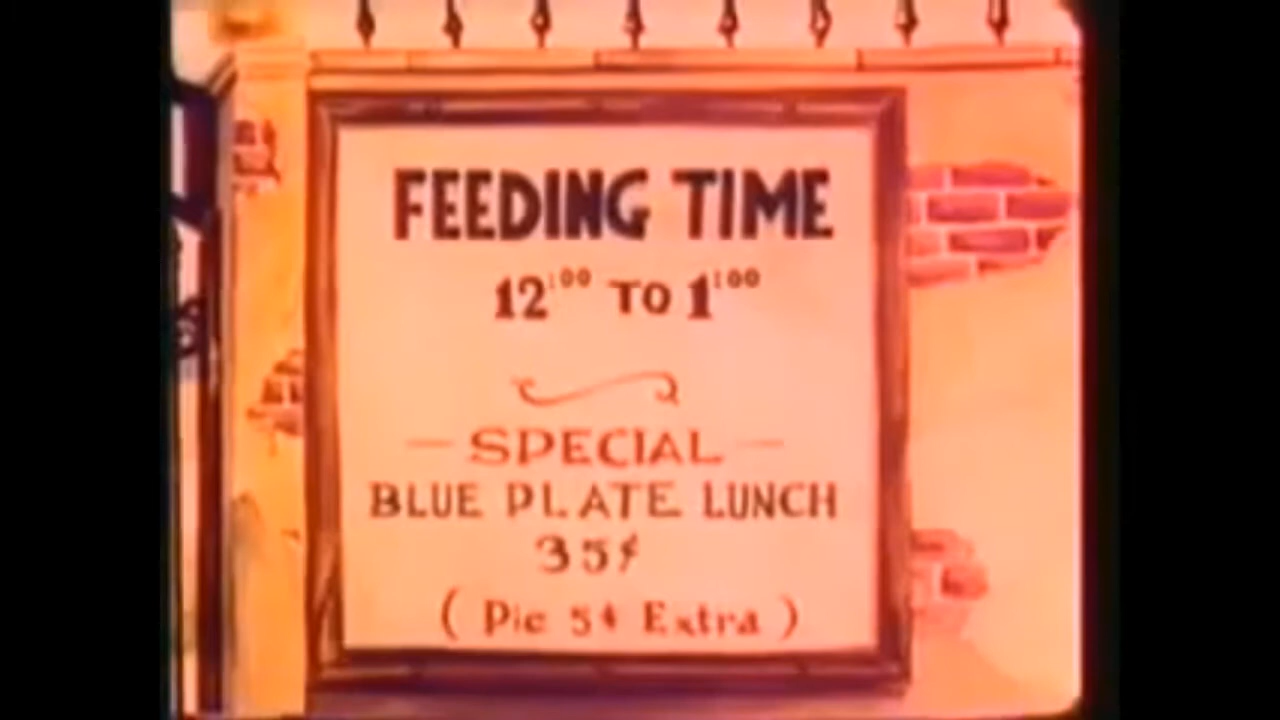 FEEDING TIME
12:00 TO 1:00
— SPECIAL —
BLUE PLATE LUNCH
35¢
( Pie 5¢ Extra )